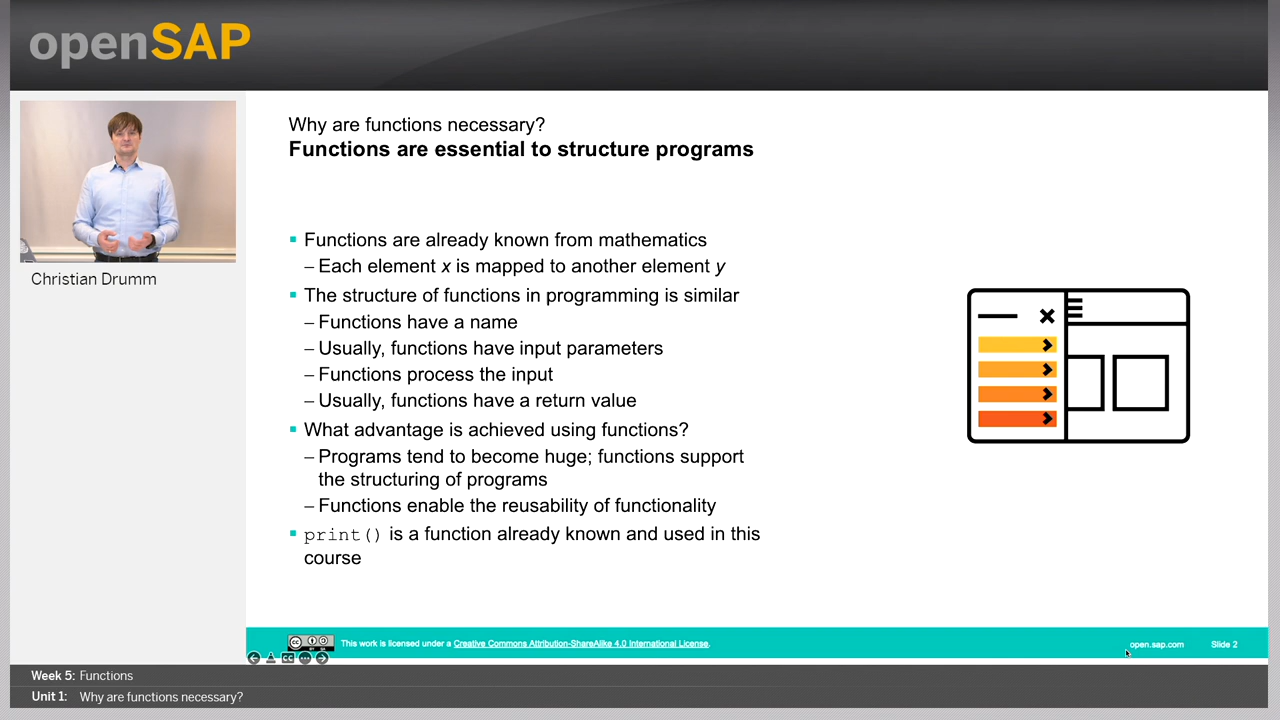 openSAP
Christian Drumm
Why are functions necessary?
Functions are essential to structure programs
▪ Functions are already known from mathematics
– Each element x is mapped to another element y
▪ The structure of functions in programming is similar
– Functions have a name
– Usually, functions have input parameters
– Functions process the input
– Usually, functions have a return value
▪ What advantage is achieved using functions?
– Programs tend to become huge; functions support
the structuring of programs
– Functions enable the reusability of functionality
▪ print() is a function already known and used in this
course
cc BY SA
This work is licensed under a Creative Commons Attribution-ShareAlike 4.0 International License.
open.sap.com
Slide 2
CC
Week 5: Functions
Unit 1: Why are functions necessary?